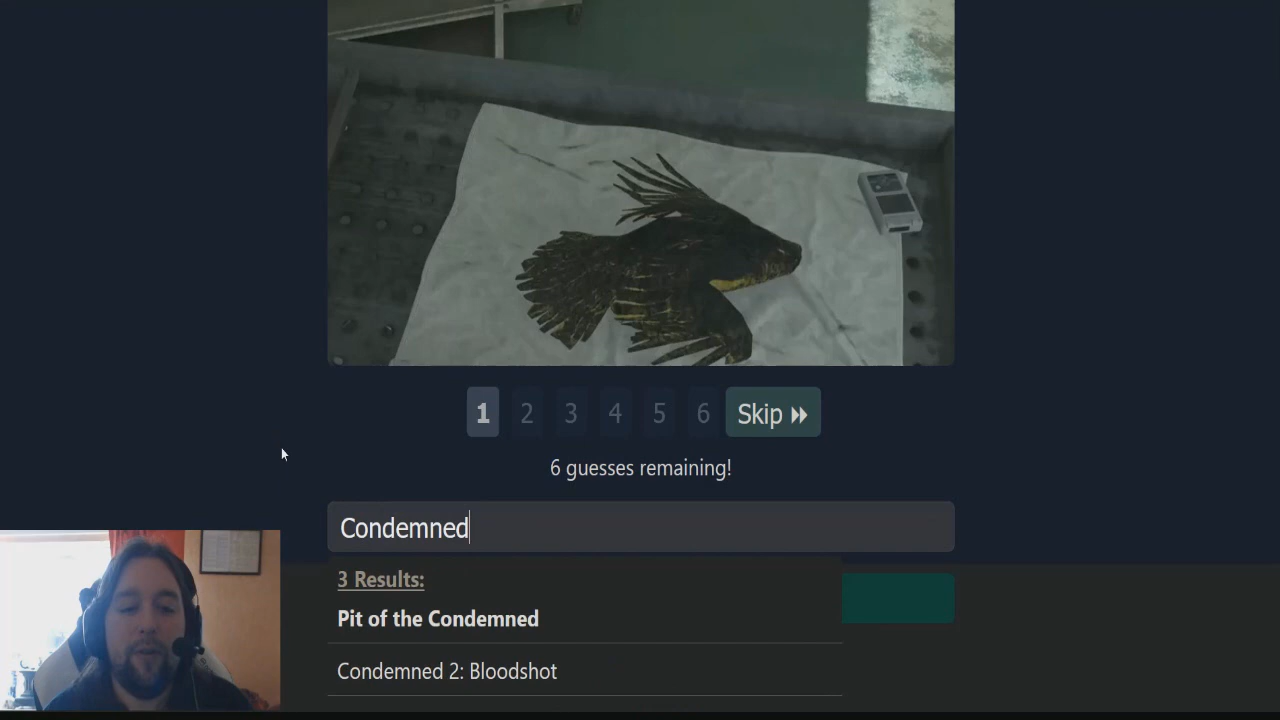 1 2 3 4 5 6 Skip
6 guesses remaining!
Condemned
3 Results:
Pit of the Condemned
Condemned 2: Bloodshot